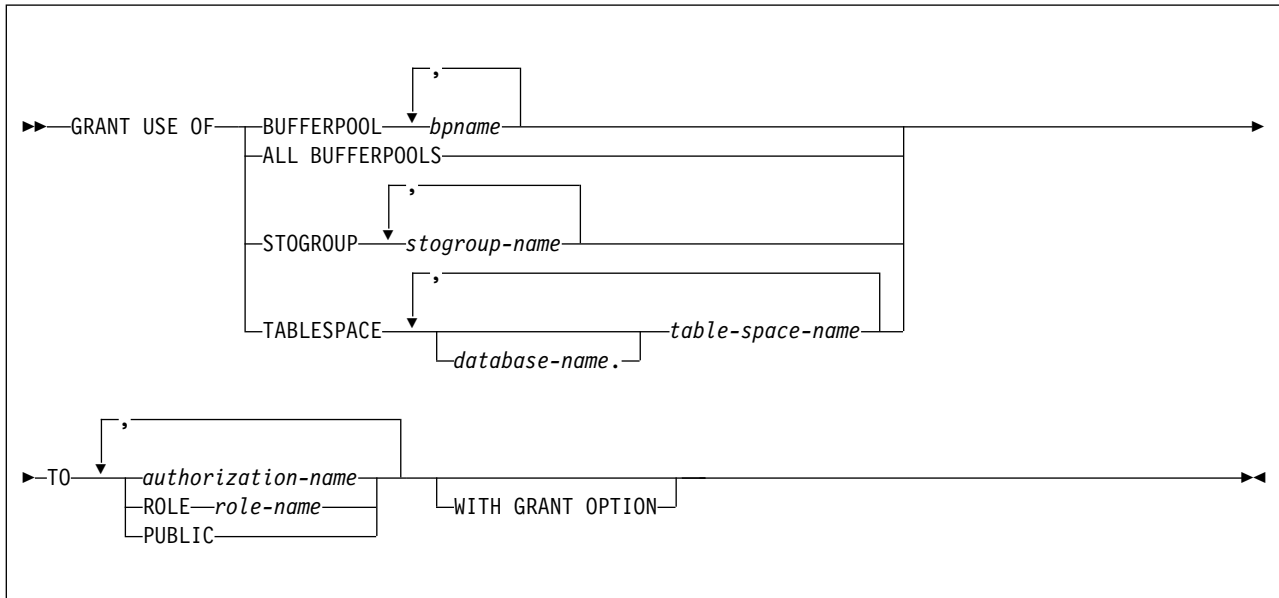 ,
GRANT USE OF BUFFERPOOL bpname
ALL BUFFERPOOLS
,
STOGROUP stogroup-name
,
TABLESPACE table-space-name
database-name.
,
TO authorization-name
ROLE role-name WITH GRANT OPTION
PUBLIC